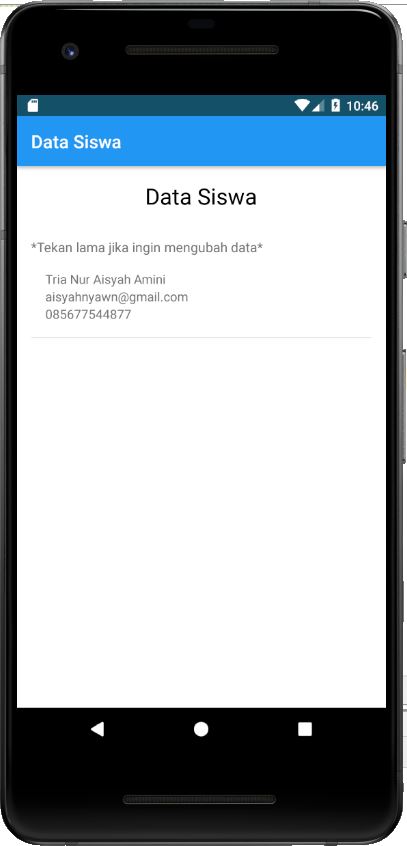 10:46
Data Siswa
Data Siswa
*Tekan lama jika ingin mengubah data*
Tria Nur Aisyah Amini
aisyahnyawn@gmail.com
085677544877